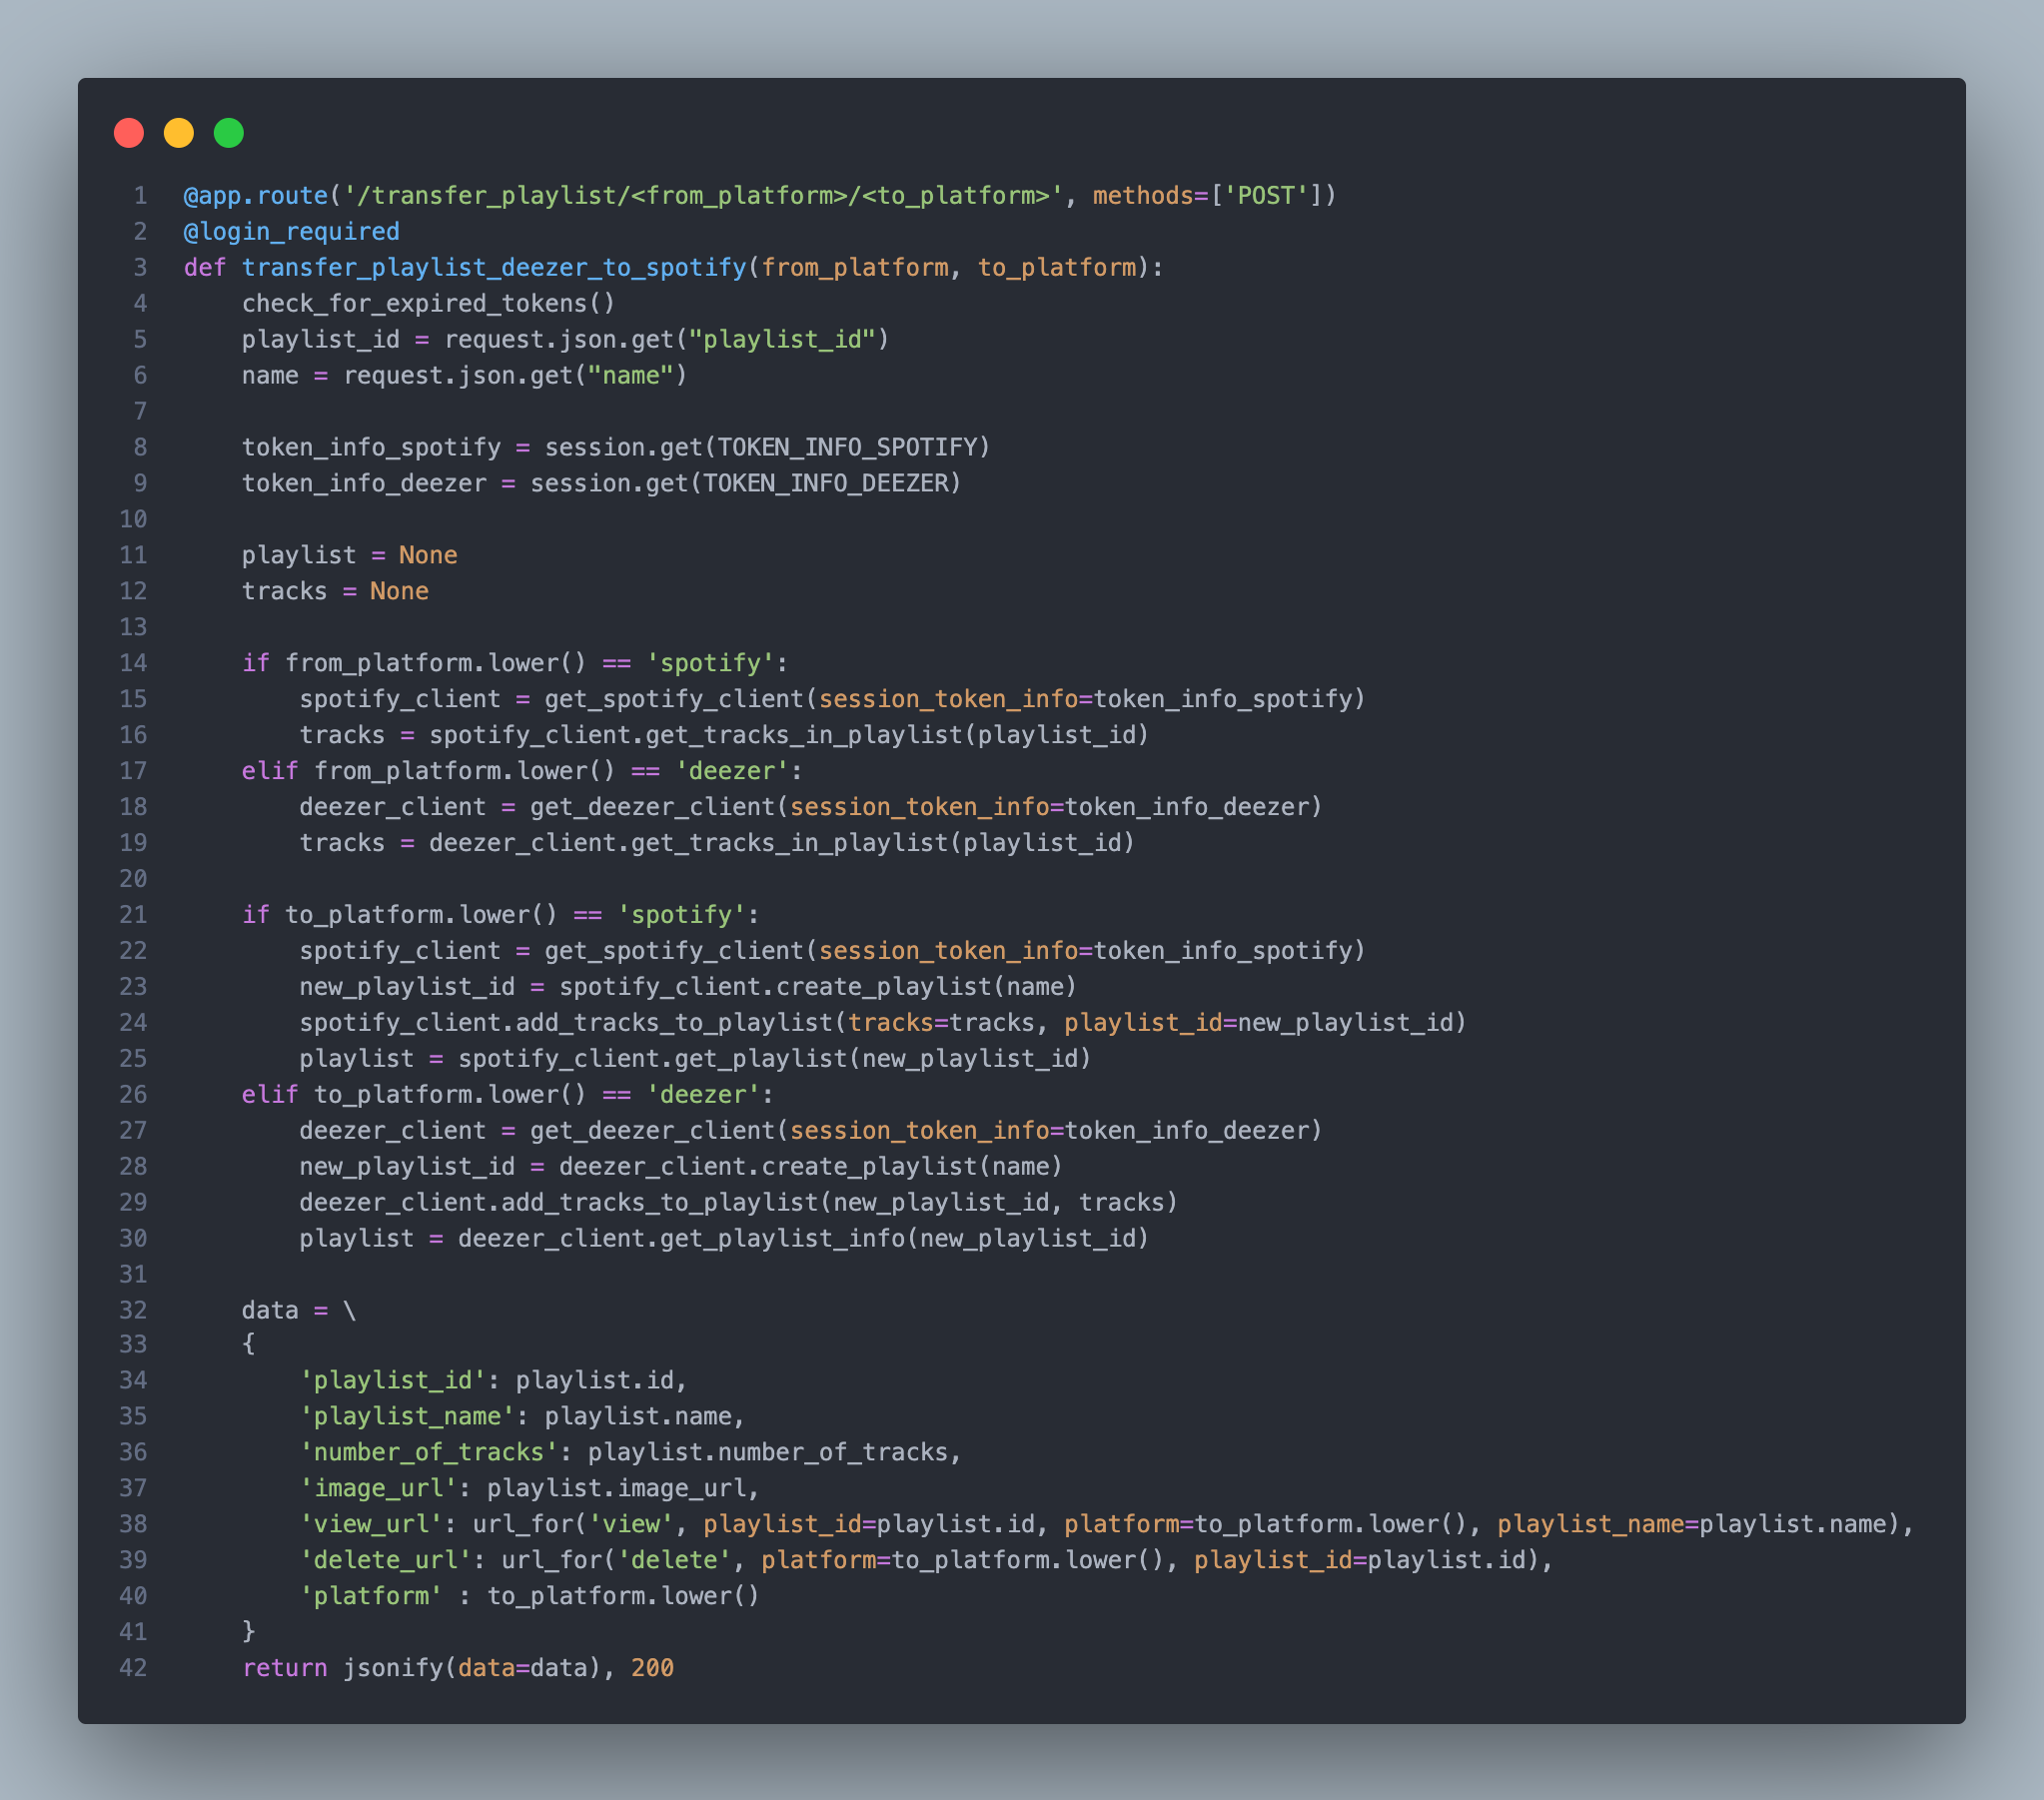 1 @app.route('/transfer_playlist/<from_platform>/<to_platform>', methods=['POST'])
2 @login_required
3 def transfer_playlist_deezer_to_spotify(from_platform, to_platform):
4     check_for_expired_tokens()
5     playlist_id = request.json.get("playlist_id")
6     name = request.json.get("name")
7
8     token_info_spotify = session.get(TOKEN_INFO_SPOTIFY)
9     token_info_deezer = session.get(TOKEN_INFO_DEEZER)
10
11     playlist = None
12     tracks = None
13
14     if from_platform.lower() == 'spotify':
15         spotify_client = get_spotify_client(session_token_info=token_info_spotify)
16         tracks = spotify_client.get_tracks_in_playlist(playlist_id)
17     elif from_platform.lower() == 'deezer':
18         deezer_client = get_deezer_client(session_token_info=token_info_deezer)
19         tracks = deezer_client.get_tracks_in_playlist(playlist_id)
20
21     if to_platform.lower() == 'spotify':
22         spotify_client = get_spotify_client(session_token_info=token_info_spotify)
23         new_playlist_id = spotify_client.create_playlist(name)
24         spotify_client.add_tracks_to_playlist(tracks=tracks, playlist_id=new_playlist_id)
25         playlist = spotify_client.get_playlist(new_playlist_id)
26     elif to_platform.lower() == 'deezer':
27         deezer_client = get_deezer_client(session_token_info=token_info_deezer)
28         new_playlist_id = deezer_client.create_playlist(name)
29         deezer_client.add_tracks_to_playlist(new_playlist_id, tracks)
30         playlist = deezer_client.get_playlist_info(new_playlist_id)
31
32     data = \
33     {
34         'playlist_id': playlist.id,
35         'playlist_name': playlist.name,
36         'number_of_tracks': playlist.number_of_tracks,
37         'image_url': playlist.image_url,
38         'view_url': url_for('view', playlist_id=playlist.id, platform=to_platform.lower(), playlist_name=playlist.name),
39         'delete_url': url_for('delete', platform=to_platform.lower(), playlist_id=playlist.id),
40         'platform' : to_platform.lower()
41     }
42     return jsonify(data=data), 200